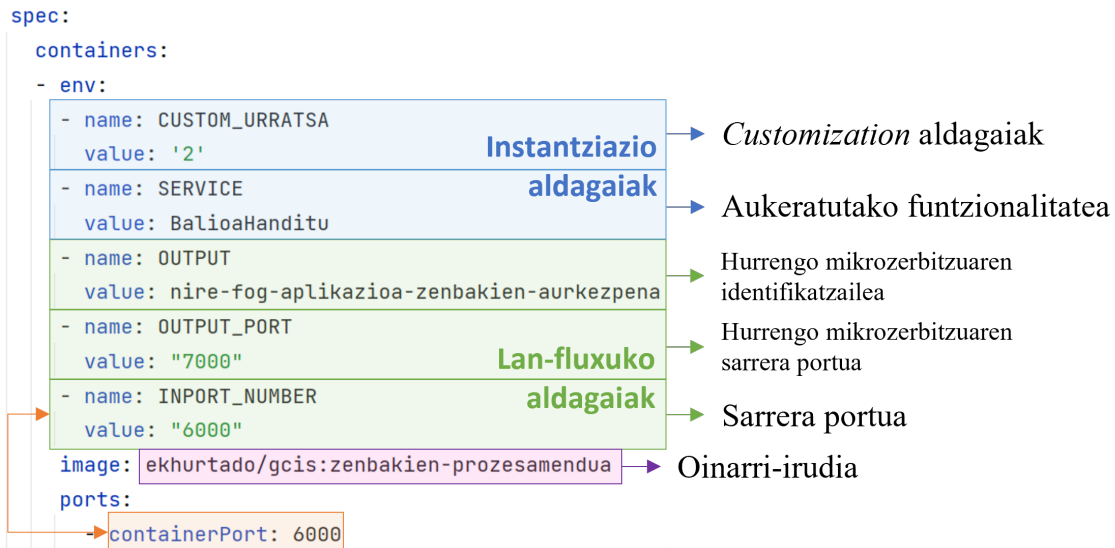 spec:
containers:
- env:
- name: CUSTOM_URRATSA
value: '2'
- name: SERVICE
value: BalioaHanditu
Instantziazio
aldagaiak
- name: OUTPUT
value: nire-fog-aplikazioa-zenbakien-aurkezpena
- name: OUTPUT_PORT
value: "7000"
- name: INPORT_NUMBER
value: "6000"
Lan-fluxuko
aldagaiak
image: ekhurtado/gcis:zenbakien-prozesamendua
ports:
- containerPort: 6000
Customization aldagaiak
Aukeratutako funtzionalitatea
Hurrengo mikrozerbitzuaren
identifikatzailea
Hurrengo mikrozerbitzuaren
sarrera portua
Sarrera portua
Oinarri-irudia